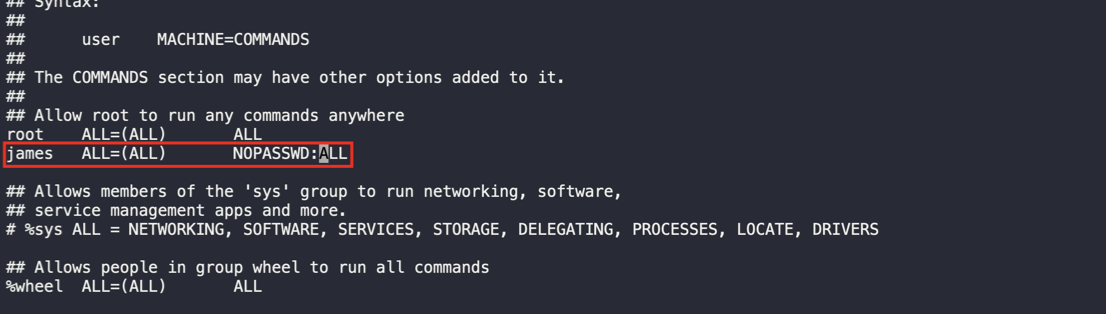 ## Syntax:
##
##      user    MACHINE=COMMANDS
##
## The COMMANDS section may have other options added to it.
##
## Allow root to run any commands anywhere
root    ALL=(ALL)       ALL
james   ALL=(ALL)       NOPASSWD:ALL

## Allows members of the 'sys' group to run networking, software,
## service management apps and more.
# %sys ALL = NETWORKING, SOFTWARE, SERVICES, STORAGE, DELEGATING, PROCESSES, LOCATE, DRIVERS

## Allows people in group wheel to run all commands
%wheel  ALL=(ALL)       ALL